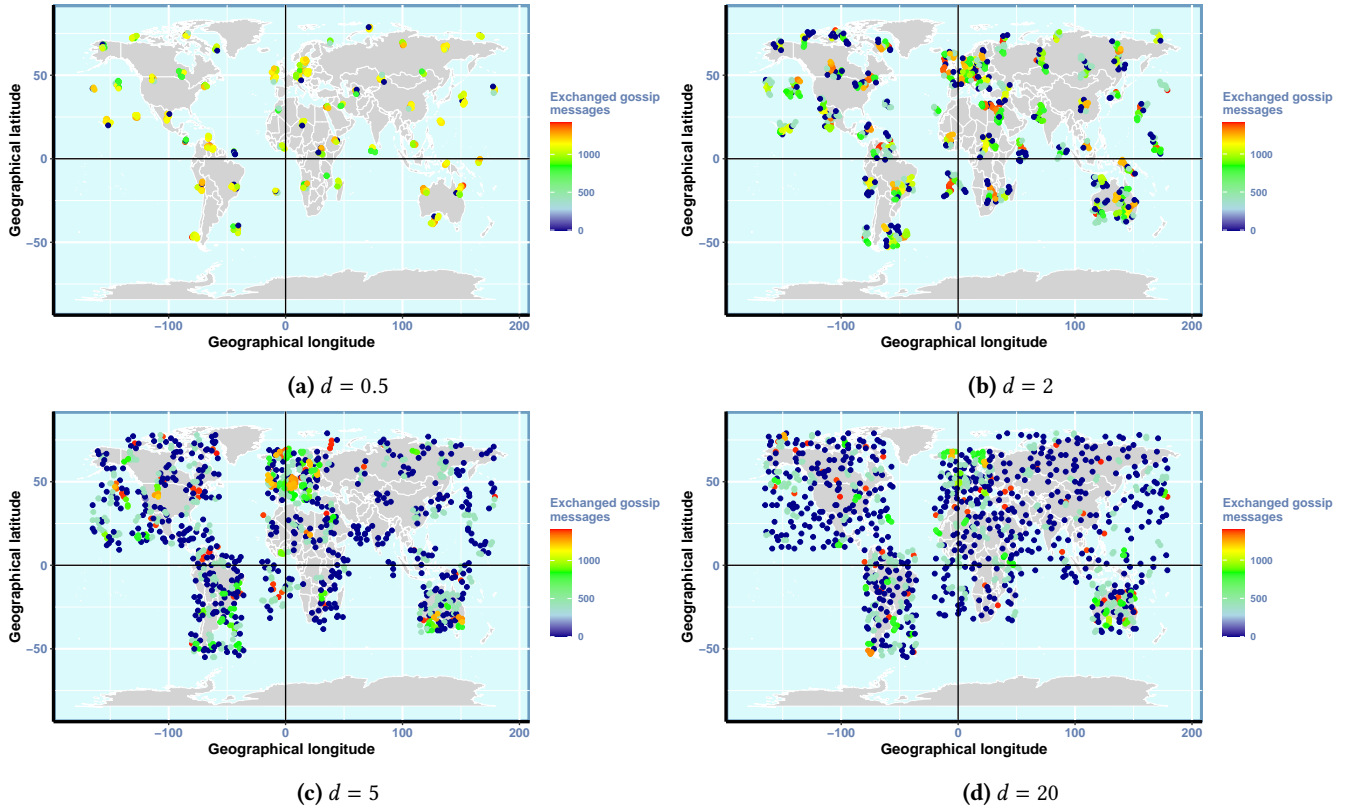 Geographical latitude
50
0
−50
−100
0
100
200
Geographical longitude
Exchanged gossip
messages
1000
500
0
(a) d = 0.5
Geographical latitude
50
0
−50
−100
0
100
200
Geographical longitude
Exchanged gossip
messages
1000
500
0
(b) d = 2
Geographical latitude
50
0
−50
−100
0
100
200
Geographical longitude
Exchanged gossip
messages
1000
500
0
(c) d = 5
Geographical latitude
50
0
−50
−100
0
100
200
Geographical longitude
Exchanged gossip
messages
1000
500
0
(d) d = 20